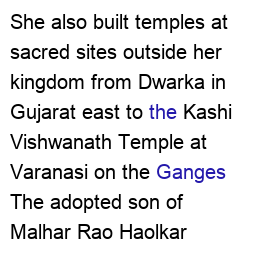 She also built temples at
sacred sites outside her
kingdom from Dwarka in
Gujarat east to the Kashi
Vishwanath Temple at
Varanasi on the Ganges
The adopted son of
Malhar Rao Haolkar